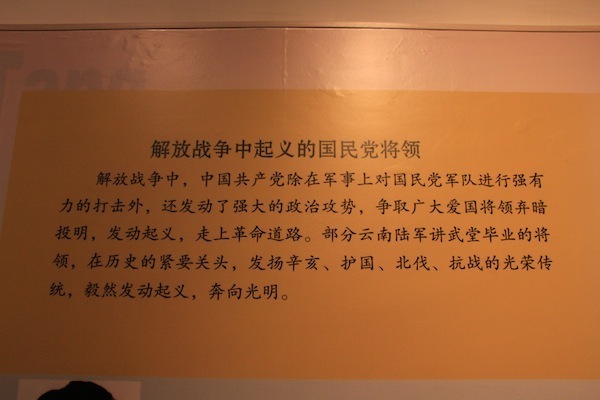 解放战争中起义的国民党将领
解放战争中，中国共产党除在军事上对国民党军队进行强有
力的打击外，还发动了强大的政治攻势，争取广大爱国将领弃暗
投明，发动起义，走上革命道路。部分云南陆军讲武堂毕业的将
领，在历史的紧要关头，发扬辛亥、护国、北伐、抗战的光荣传
统，毅然发动起义，奔向光明。